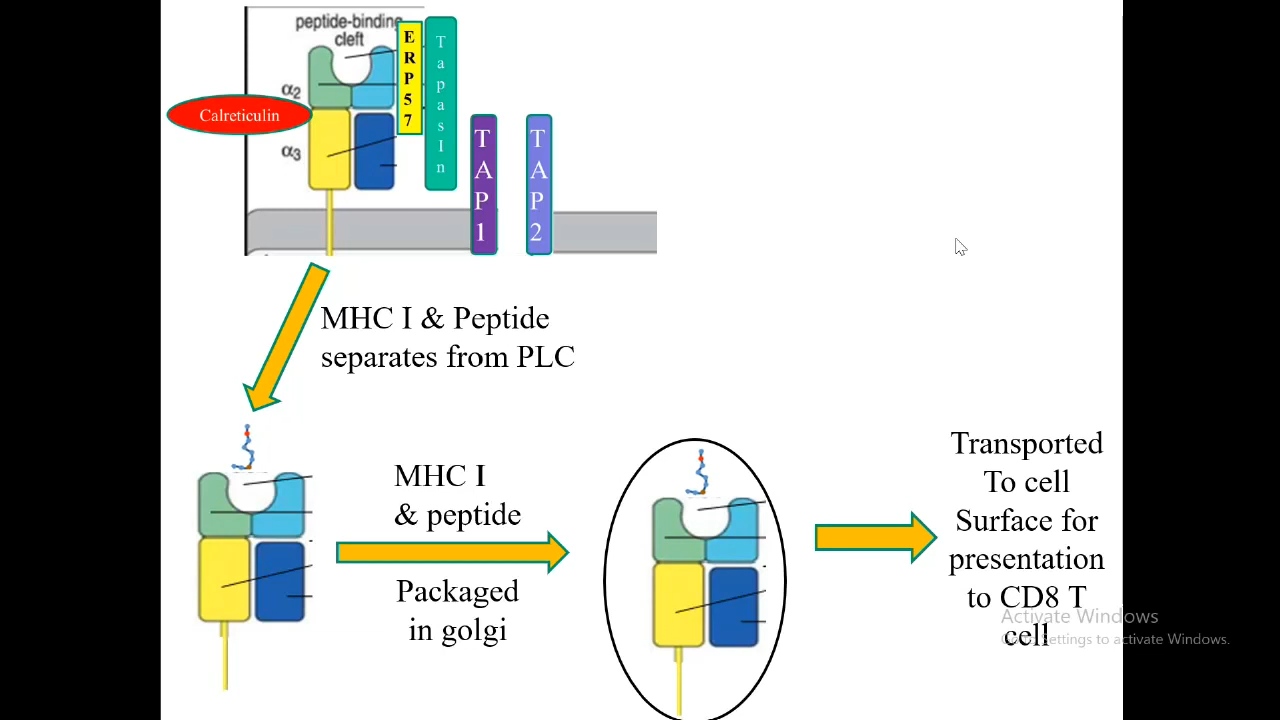 peptide-binding
cleft
α2
α3
Calreticulin
ERP57
TapasIn
TAP1
TAP2
MHC I & Peptide
separates from PLC
MHC I
& peptide
Packaged
in golgi
Transported
To cell
Surface for
presentation
to CD8 T
cell
Activate Windows
Go to Settings to activate Windows.